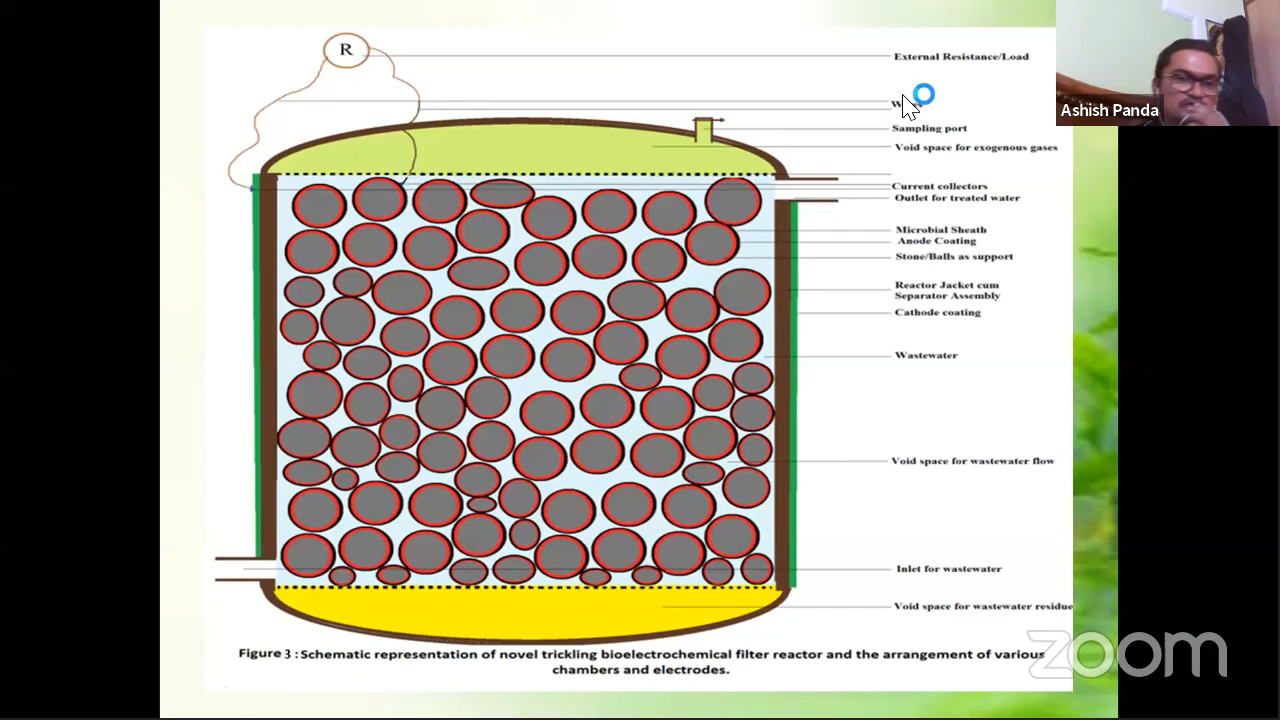 R
External Resistance/Load
Sampling port
Void space for exogenous gases
Current collectors
Outlet for treated water
Microbial Sheath
Anode Coating
Stone/Balls as support
Reactor Jacket cum
Separator Assembly
Cathode coating
Wastewater
Void space for wastewater flow
Inlet for wastewater
Void space for wastewater residue
Figure 3 : Schematic representation of novel trickling bioelectrochemical filter reactor and the arrangement of various
chambers and electrodes.
Ashish Panda
zoom